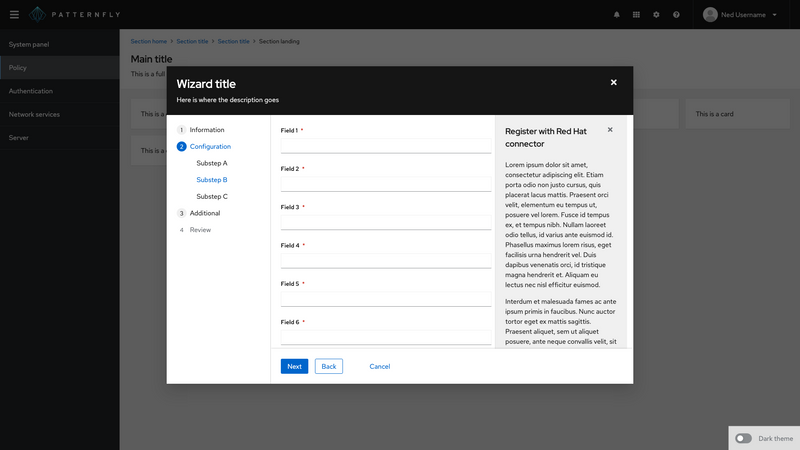 PATTERNFLY
Ned Username
System panel
Policy
Authentication
Network services
Server
Section home
Section title
Section title
Section landing
Main title
This is a full
This is a
This is a card
This is a
Wizard title
Here is where the description goes
1 Information
2 Configuration
Substep A
Substep B
Substep C
3 Additional
4 Review
Field 1 *
Field 2 *
Field 3 *
Field 4 *
Field 5 *
Field 6 *
Register with Red Hat
connector
Lorem ipsum dolor sit amet,
consectetur adipiscing elit. Etiam
porta odio non justo cursus, quis
placerat lacus mattis. Praesent orci
velit, elementum eu tempus ut,
posuere vel lorem. Fusce id tempus
ex, et tempus nibh. Nullam laoreet
odio tellus, id varius ante euismod id.
Phasellus maximus lorem risus, eget
facilisis urna hendrerit vel. Duis
dapibus venenatis orci, id tristique
magna hendrerit et. Aliquam eu
lectus nec nisl efficitur euismod.
Interdum et malesuada fames ac ante
ipsum primis in faucibus. Nunc auctor
tortor eget ex mattis sagittis.
Praesent aliquet, sem ut aliquet
posuere, ante neque convallis velit, sit
Next
Back
Cancel
Dark theme